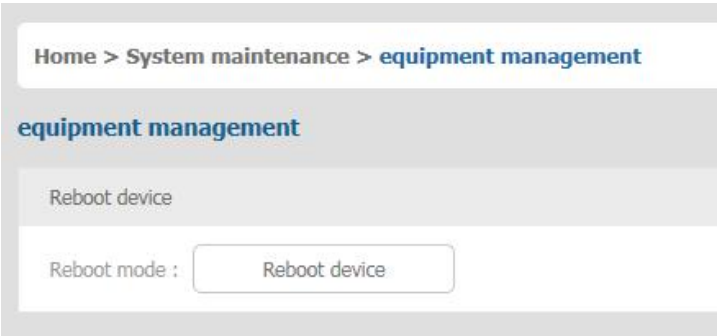 Home > System maintenance > equipment management
equipment management
Reboot device
Reboot mode : Reboot device